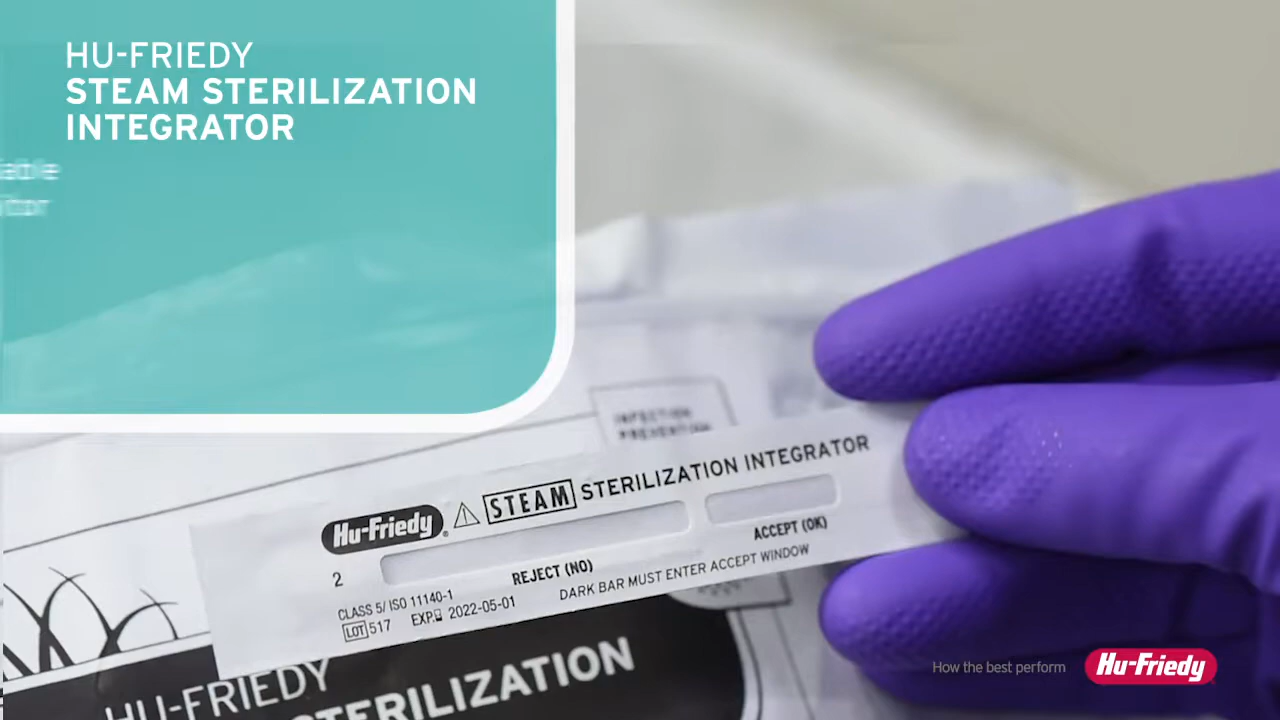 HU-FRIEDY
STEAM STERILIZATION
INTEGRATOR
INFECTION
PREVENTION
Hu-Friedy® ⚠ STEAM STERILIZATION INTEGRATOR
2
REJECT (NO)
ACCEPT (OK)
CLASS 5/ ISO 11140-1
DARK BAR MUST ENTER ACCEPT WINDOW
LOT 517 EXP. 2022-05-01
HU-FRIEDY
STERILIZATION
How the best perform Hu-Friedy